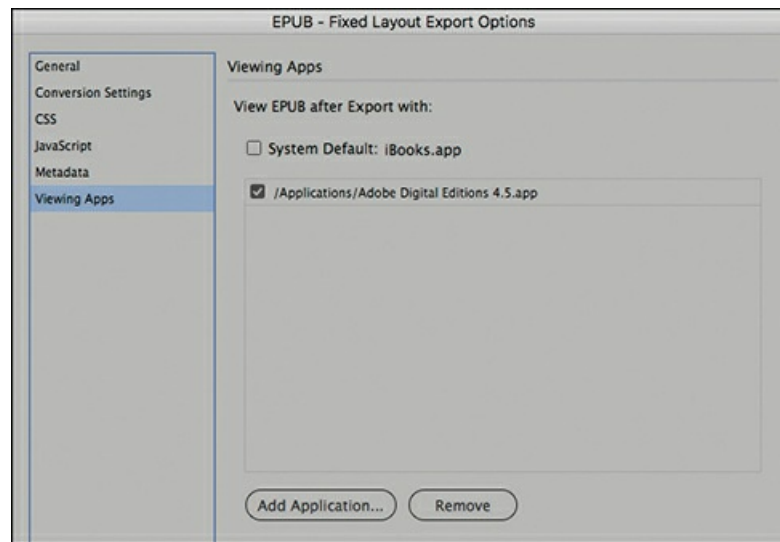 EPUB - Fixed Layout Export Options
General
Conversion Settings
CSS
JavaScript
Metadata
Viewing Apps
Viewing Apps
View EPUB after Export with:
System Default: iBooks.app
/Applications/Adobe Digital Editions 4.5.app
Add Application...
Remove